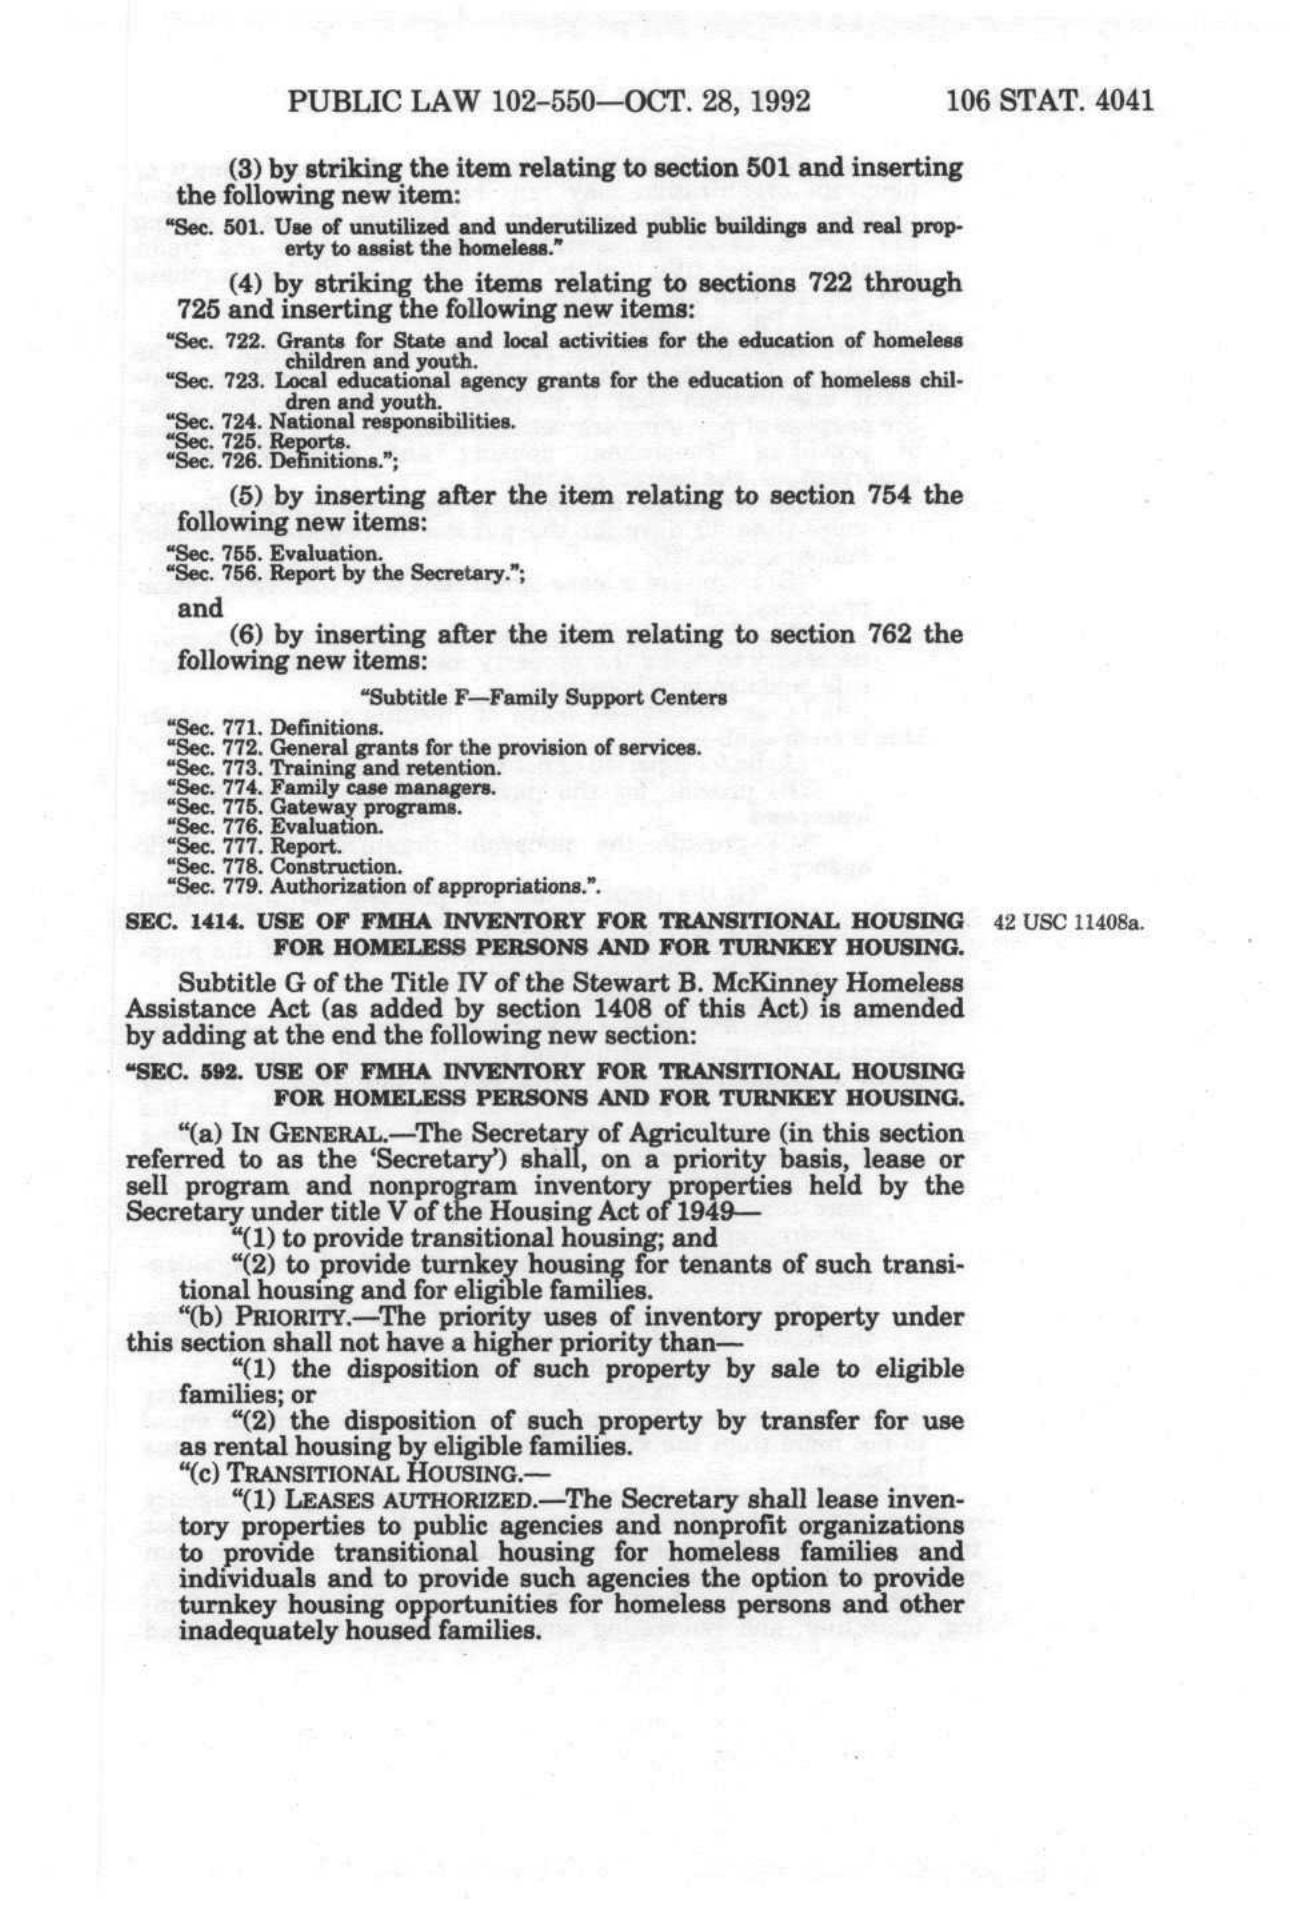 PUBLIC LAW 102–550—OCT. 28, 1992 106 STAT. 4041
(3) by striking the item relating to section 501 and inserting
the following new item:
“Sec. 501. Use of unutilized and underutilized public buildings and real prop-
erty to assist the homeless.”
(4) by striking the items relating to sections 722 through
725 and inserting the following new items:
“Sec. 722. Grants for State and local activities for the education of homeless
children and youth.
“Sec. 723. Local educational agency grants for the education of homeless chil-
dren and youth.
“Sec. 724. National responsibilities.
“Sec. 725. Reports.
“Sec. 726. Definitions.”;
(5) by inserting after the item relating to section 754 the
following new items:
“Sec. 755. Evaluation.
“Sec. 756. Report by the Secretary.”;
and
(6) by inserting after the item relating to section 762 the
following new items:
“Subtitle F—Family Support Centers
“Sec. 771. Definitions.
“Sec. 772. General grants for the provision of services.
“Sec. 773. Training and retention.
“Sec. 774. Family case managers.
“Sec. 775. Gateway programs.
“Sec. 776. Evaluation.
“Sec. 777. Report.
“Sec. 778. Construction.
“Sec. 779. Authorization of appropriations.”.
SEC. 1414. USE OF FMHA INVENTORY FOR TRANSITIONAL HOUSING 42 USC 11408a.
FOR HOMELESS PERSONS AND FOR TURNKEY HOUSING.
Subtitle G of the Title IV of the Stewart B. McKinney Homeless
Assistance Act (as added by section 1408 of this Act) is amended
by adding at the end the following new section:
“SEC. 592. USE OF FMHA INVENTORY FOR TRANSITIONAL HOUSING
FOR HOMELESS PERSONS AND FOR TURNKEY HOUSING.
“(a) IN GENERAL.—The Secretary of Agriculture (in this section
referred to as the ‘Secretary’) shall, on a priority basis, lease or
sell program and nonprogram inventory properties held by the
Secretary under title V of the Housing Act of 1949—
“(1) to provide transitional housing; and
“(2) to provide turnkey housing for tenants of such transi-
tional housing and for eligible families.
“(b) PRIORITY.—The priority uses of inventory property under
this section shall not have a higher priority than—
“(1) the disposition of such property by sale to eligible
families; or
“(2) the disposition of such property by transfer for use
as rental housing by eligible families.
“(c) TRANSITIONAL HOUSING.—
“(1) LEASES AUTHORIZED.—The Secretary shall lease inven-
tory properties to public agencies and nonprofit organizations
to provide transitional housing for homeless families and
individuals and to provide such agencies the option to provide
turnkey housing opportunities for homeless persons and other
inadequately housed families.